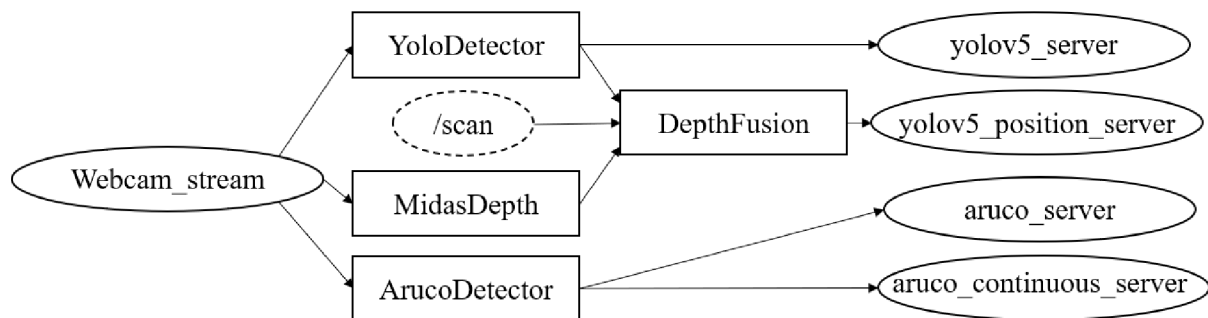 YoloDetector
yolov5_server
/scan
DepthFusion
yolov5_position_server
Webcam_stream
MidasDepth
aruco_server
ArucoDetector
aruco_continuous_server